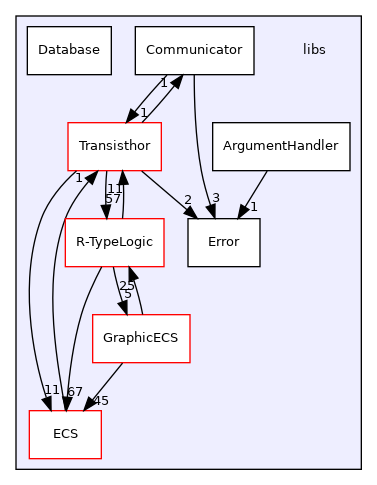 Database
Communicator
libs
1
1
Transisthor
ArgumentHandler
1
11
57
2
3
1
R-TypeLogic
Error
25
5
GraphicECS
11
67
45
ECS